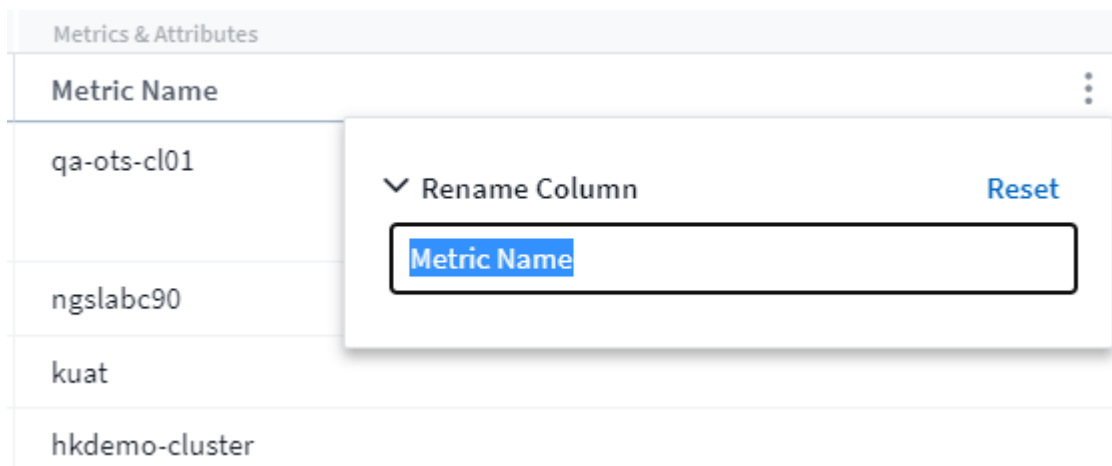 Metrics & Attributes
Metric Name
qa-ots-cl01
Rename Column Reset
Metric Name
ngslabc90
kuat
hkdemo-cluster